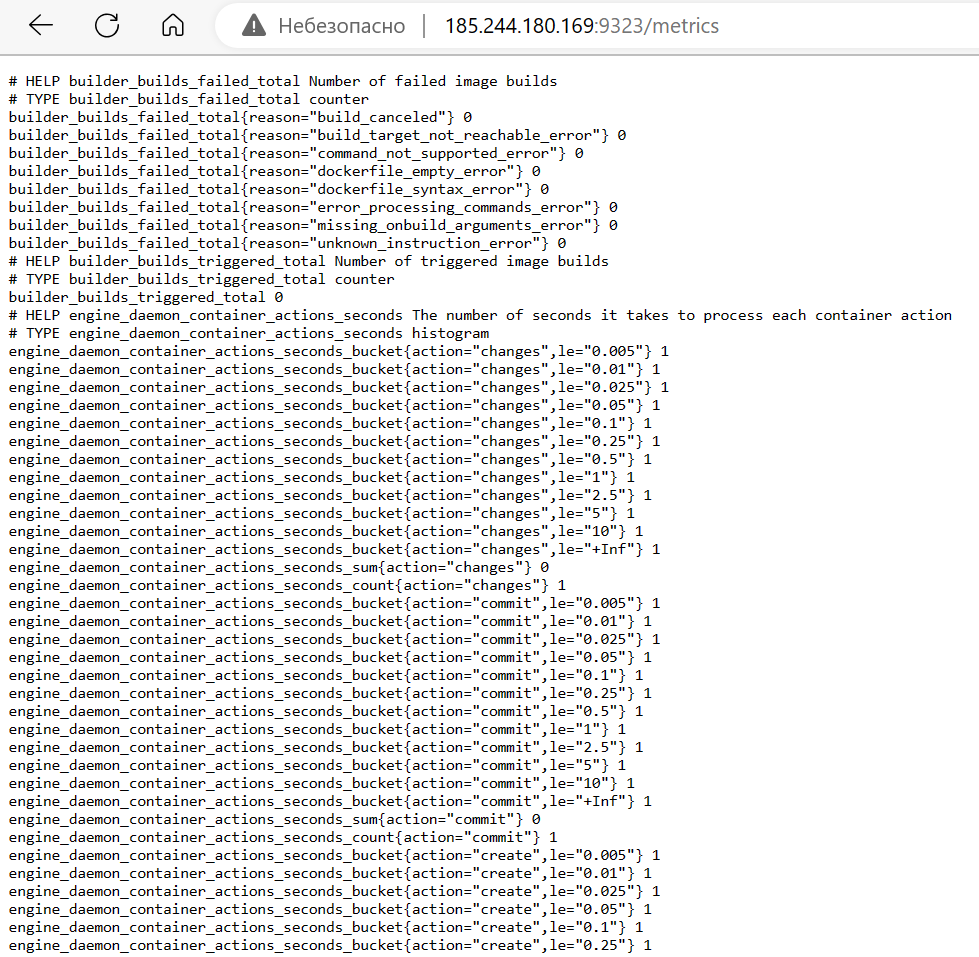 Небезопасно | 185.244.180.169:9323/metrics
# HELP builder_builds_failed_total Number of failed image builds
# TYPE builder_builds_failed_total counter
builder_builds_failed_total{reason="build_canceled"} 0
builder_builds_failed_total{reason="build_target_not_reachable_error"} 0
builder_builds_failed_total{reason="command_not_supported_error"} 0
builder_builds_failed_total{reason="dockerfile_empty_error"} 0
builder_builds_failed_total{reason="dockerfile_syntax_error"} 0
builder_builds_failed_total{reason="error_processing_commands_error"} 0
builder_builds_failed_total{reason="missing_onbuild_arguments_error"} 0
builder_builds_failed_total{reason="unknown_instruction_error"} 0
# HELP builder_builds_triggered_total Number of triggered image builds
# TYPE builder_builds_triggered_total counter
builder_builds_triggered_total 0
# HELP engine_daemon_container_actions_seconds The number of seconds it takes to process each container action
# TYPE engine_daemon_container_actions_seconds histogram
engine_daemon_container_actions_seconds_bucket{action="changes",le="0.005"} 1
engine_daemon_container_actions_seconds_bucket{action="changes",le="0.01"} 1
engine_daemon_container_actions_seconds_bucket{action="changes",le="0.025"} 1
engine_daemon_container_actions_seconds_bucket{action="changes",le="0.05"} 1
engine_daemon_container_actions_seconds_bucket{action="changes",le="0.1"} 1
engine_daemon_container_actions_seconds_bucket{action="changes",le="0.25"} 1
engine_daemon_container_actions_seconds_bucket{action="changes",le="0.5"} 1
engine_daemon_container_actions_seconds_bucket{action="changes",le="1"} 1
engine_daemon_container_actions_seconds_bucket{action="changes",le="2.5"} 1
engine_daemon_container_actions_seconds_bucket{action="changes",le="5"} 1
engine_daemon_container_actions_seconds_bucket{action="changes",le="10"} 1
engine_daemon_container_actions_seconds_bucket{action="changes",le="+Inf"} 1
engine_daemon_container_actions_seconds_sum{action="changes"} 0
engine_daemon_container_actions_seconds_count{action="changes"} 1
engine_daemon_container_actions_seconds_bucket{action="commit",le="0.005"} 1
engine_daemon_container_actions_seconds_bucket{action="commit",le="0.01"} 1
engine_daemon_container_actions_seconds_bucket{action="commit",le="0.025"} 1
engine_daemon_container_actions_seconds_bucket{action="commit",le="0.05"} 1
engine_daemon_container_actions_seconds_bucket{action="commit",le="0.1"} 1
engine_daemon_container_actions_seconds_bucket{action="commit",le="0.25"} 1
engine_daemon_container_actions_seconds_bucket{action="commit",le="0.5"} 1
engine_daemon_container_actions_seconds_bucket{action="commit",le="1"} 1
engine_daemon_container_actions_seconds_bucket{action="commit",le="2.5"} 1
engine_daemon_container_actions_seconds_bucket{action="commit",le="5"} 1
engine_daemon_container_actions_seconds_bucket{action="commit",le="10"} 1
engine_daemon_container_actions_seconds_bucket{action="commit",le="+Inf"} 1
engine_daemon_container_actions_seconds_sum{action="commit"} 0
engine_daemon_container_actions_seconds_count{action="commit"} 1
engine_daemon_container_actions_seconds_bucket{action="create",le="0.005"} 1
engine_daemon_container_actions_seconds_bucket{action="create",le="0.01"} 1
engine_daemon_container_actions_seconds_bucket{action="create",le="0.025"} 1
engine_daemon_container_actions_seconds_bucket{action="create",le="0.05"} 1
engine_daemon_container_actions_seconds_bucket{action="create",le="0.1"} 1
engine_daemon_container_actions_seconds_bucket{action="create",le="0.25"} 1